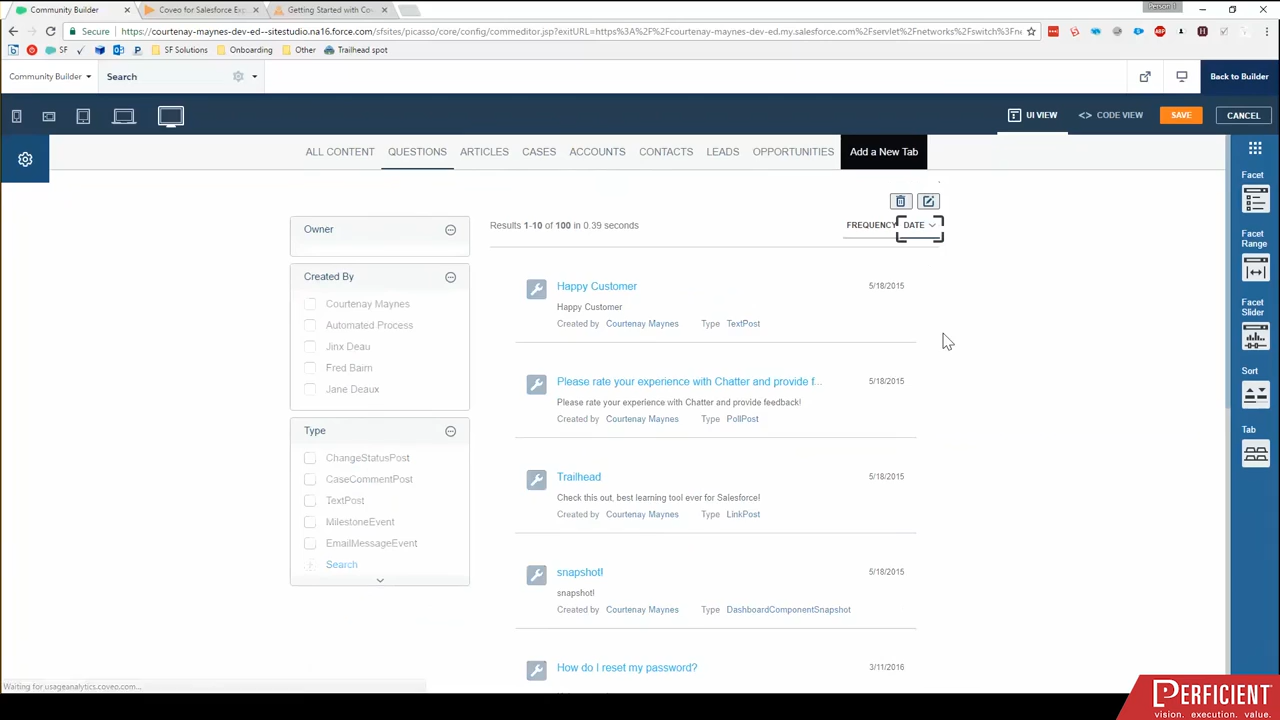 Community Builder
Coveo for Salesforce Exp
Getting Started with Cov
Person 1
Secure
https://courtenay-maynes-dev-ed--sitestudio.na16.force.com/sfsites/picasso/core/config/commeditor.jsp?exitURL=https%3A%2F%2Fcourtenay-maynes-dev-ed.my.salesforce.com%2Fservlet%2Fnetworks%2Fswitch%3Fne
SF
SF Solutions
Onboarding
Other
Trailhead spot
Community Builder
Search
Back to Builder
UI VIEW
<> CODE VIEW
SAVE
CANCEL
ALL CONTENT
QUESTIONS
ARTICLES
CASES
ACCOUNTS
CONTACTS
LEADS
OPPORTUNITIES
Add a New Tab
Owner
Created By
Courtenay Maynes
Automated Process
Jinx Deau
Fred Bairn
Jane Deaux
Type
ChangeStatusPost
CaseCommentPost
TextPost
MilestoneEvent
EmailMessageEvent
Search
Results 1-10 of 100 in 0.39 seconds
FREQUENCY
DATE
Happy Customer
5/18/2015
Happy Customer
Created by Courtenay Maynes Type TextPost
Please rate your experience with Chatter and provide f...
5/18/2015
Please rate your experience with Chatter and provide feedback!
Created by Courtenay Maynes Type PollPost
Trailhead
5/18/2015
Check this out, best learning tool ever for Salesforce!
Created by Courtenay Maynes Type LinkPost
snapshot!
5/18/2015
snapshot!
Created by Courtenay Maynes Type DashboardComponentSnapshot
How do I reset my password?
3/11/2016
Facet
Facet
Range
Facet
Slider
Sort
Tab
Waiting for usageanalytics.coveo.com...
PERFICIENT
vision. execution. value.